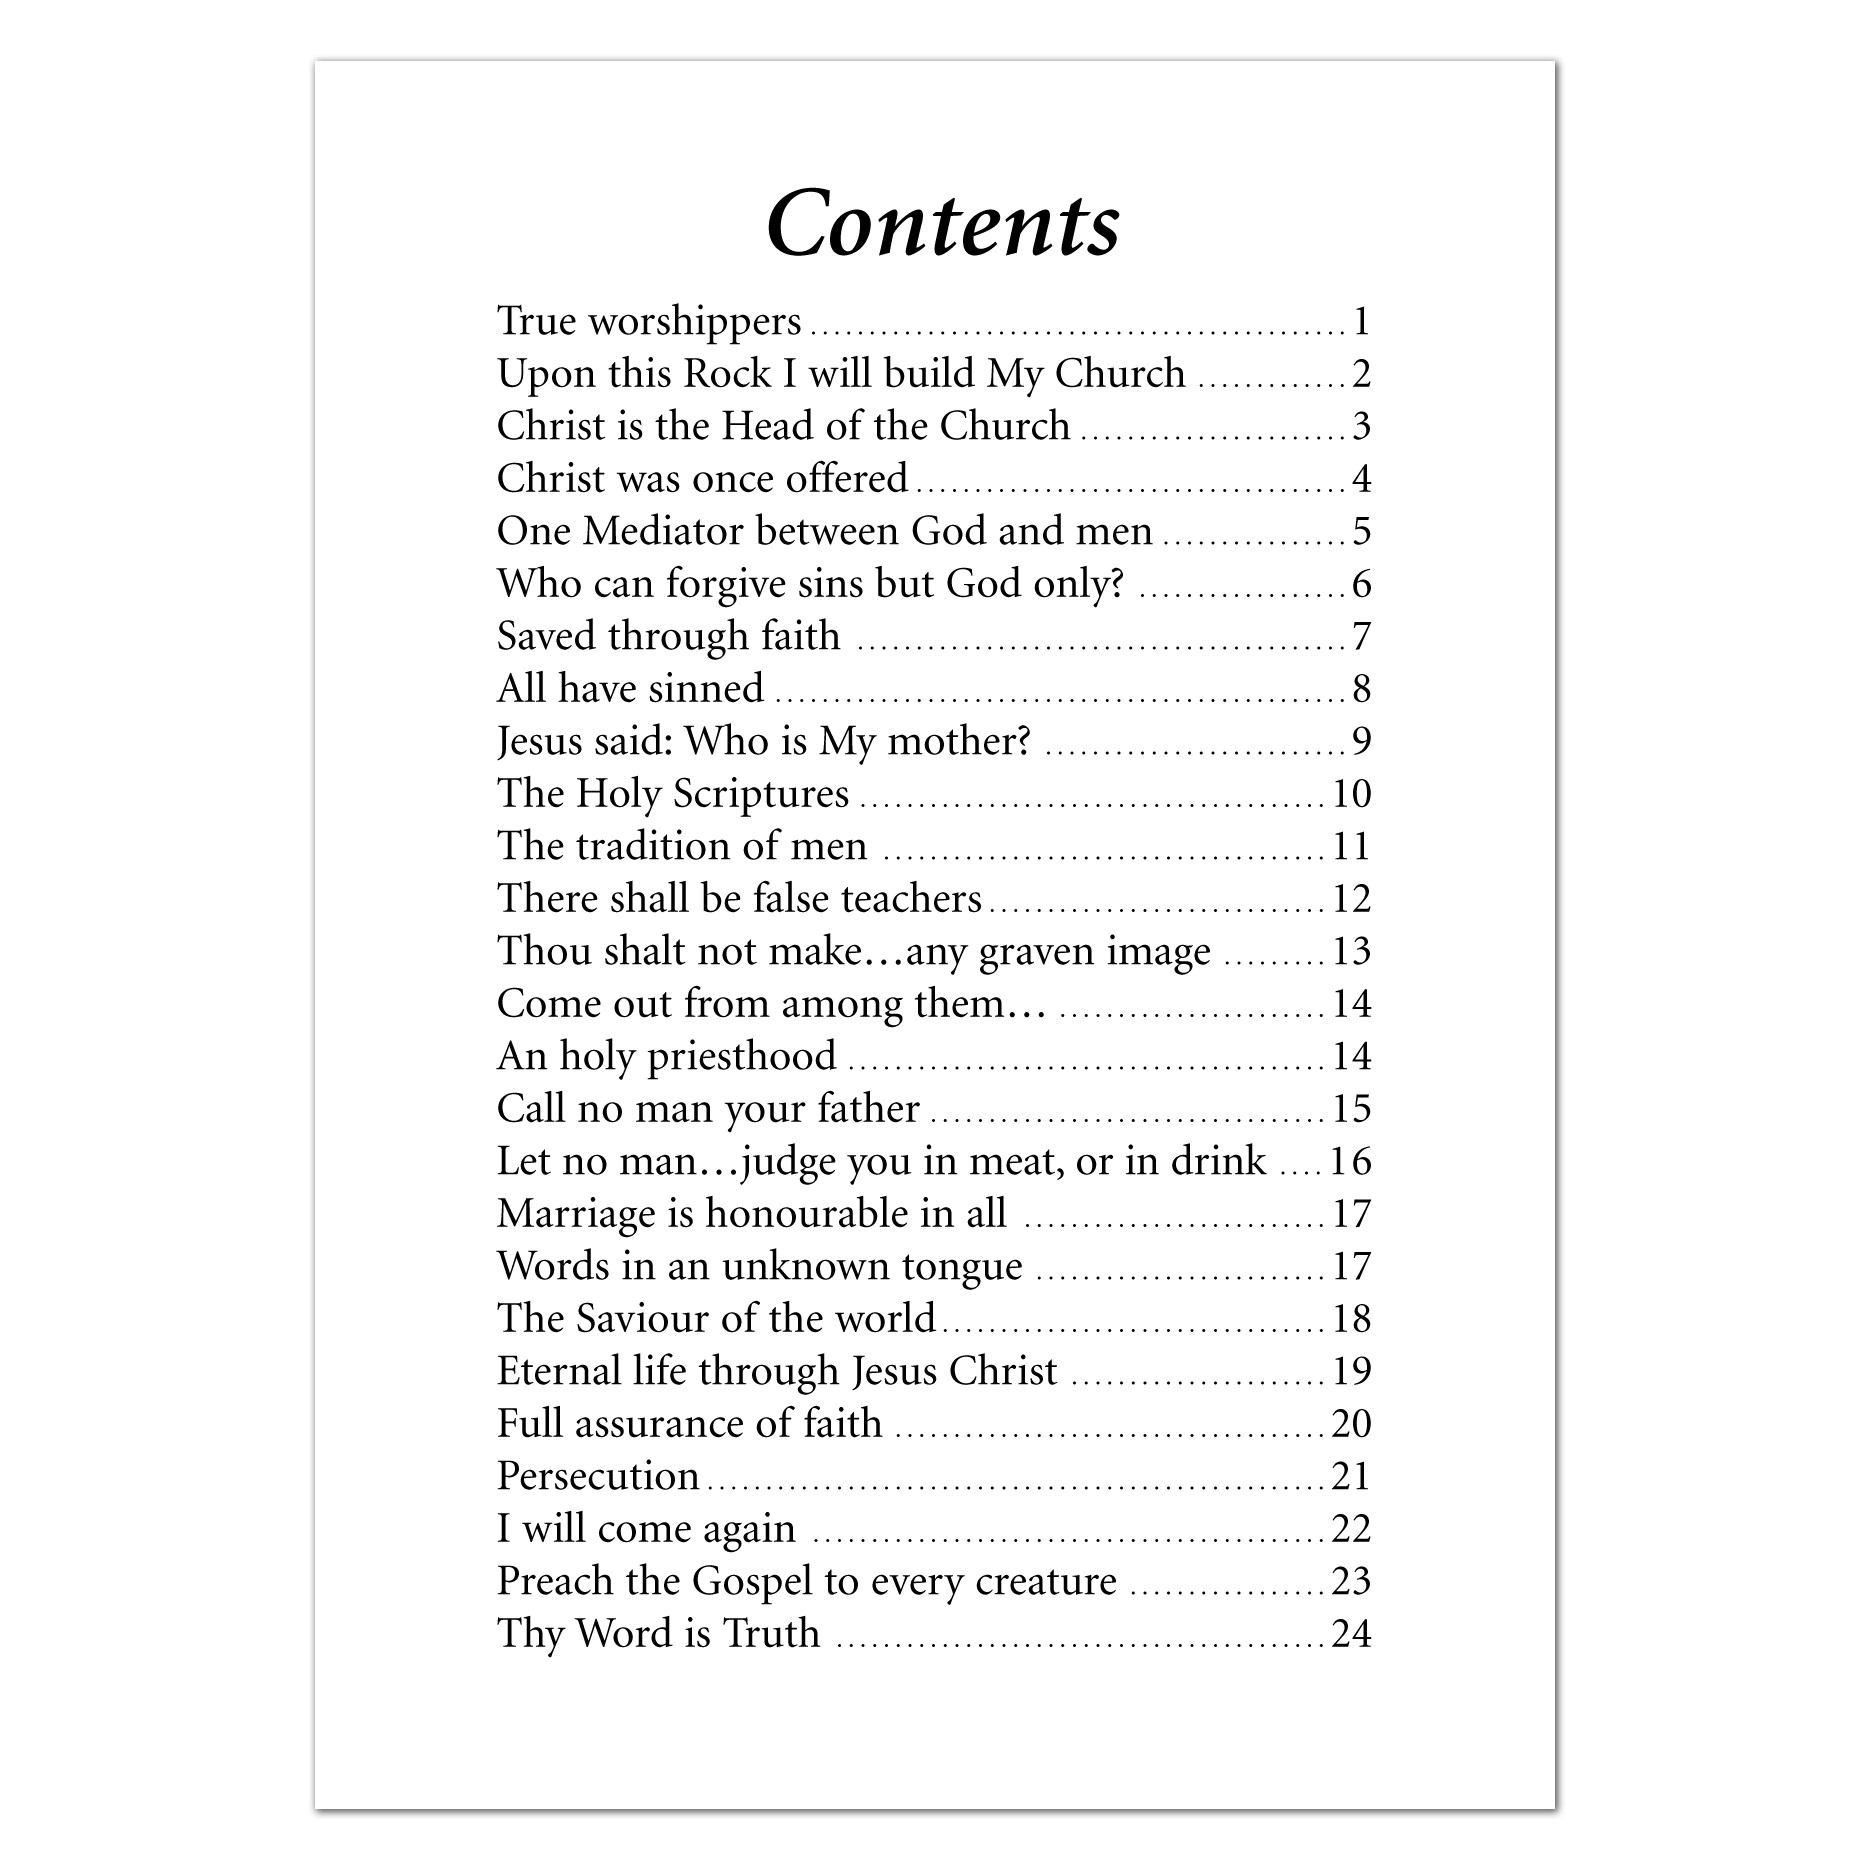 Contents
True worshippers ................................................ 1
Upon this Rock I will build My Church ............. 2
Christ is the Head of the Church ....................... 3
Christ was once offered ..................................... 4
One Mediator between God and men ................ 5
Who can forgive sins but God only? .................. 6
Saved through faith .......................................... 7
All have sinned ................................................. 8
Jesus said: Who is My mother? .......................... 9
The Holy Scriptures ........................................ 10
The tradition of men ...................................... 11
There shall be false teachers ............................. 12
Thou shalt not make…any graven image ......... 13
Come out from among them… ....................... 14
An holy priesthood ......................................... 14
Call no man your father .................................. 15
Let no man…judge you in meat, or in drink .... 16
Marriage is honourable in all .......................... 17
Words in an unknown tongue ......................... 17
The Saviour of the world ................................. 18
Eternal life through Jesus Christ ...................... 19
Full assurance of faith ..................................... 20
Persecution ..................................................... 21
I will come again ............................................ 22
Preach the Gospel to every creature ................. 23
Thy Word is Truth .......................................... 24